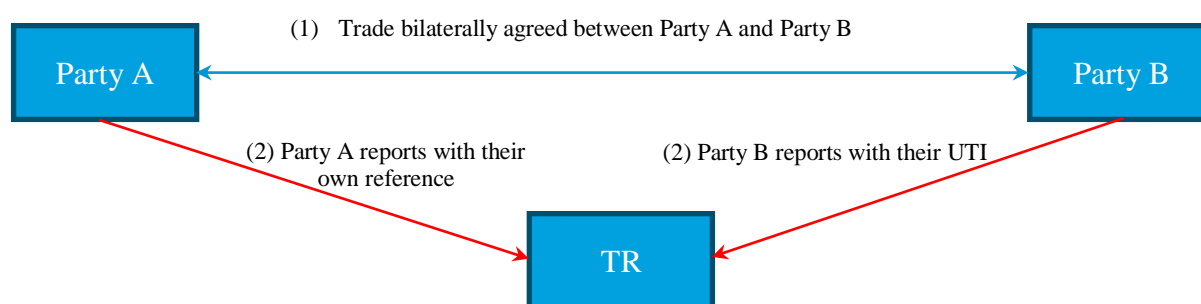 (1) Trade bilaterally agreed between Party A and Party B
Party A
Party B
(2) Party A reports with their
own reference
(2) Party B reports with their UTI
TR